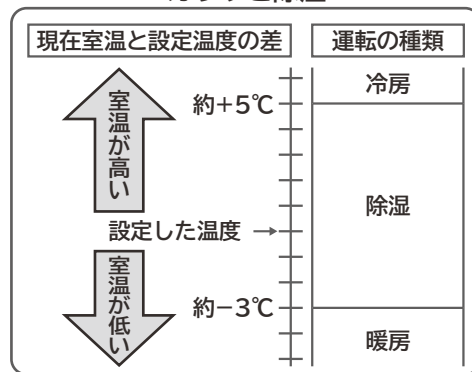 現在室温と設定温度の差
運転の種類
室温が高い
約+5℃
冷房
除湿
設定した温度 →
室温が低い
約−3℃
暖房